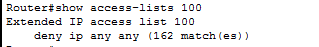 Router#show access-lists 100
Extended IP access list 100
    deny ip any any (162 match(es))